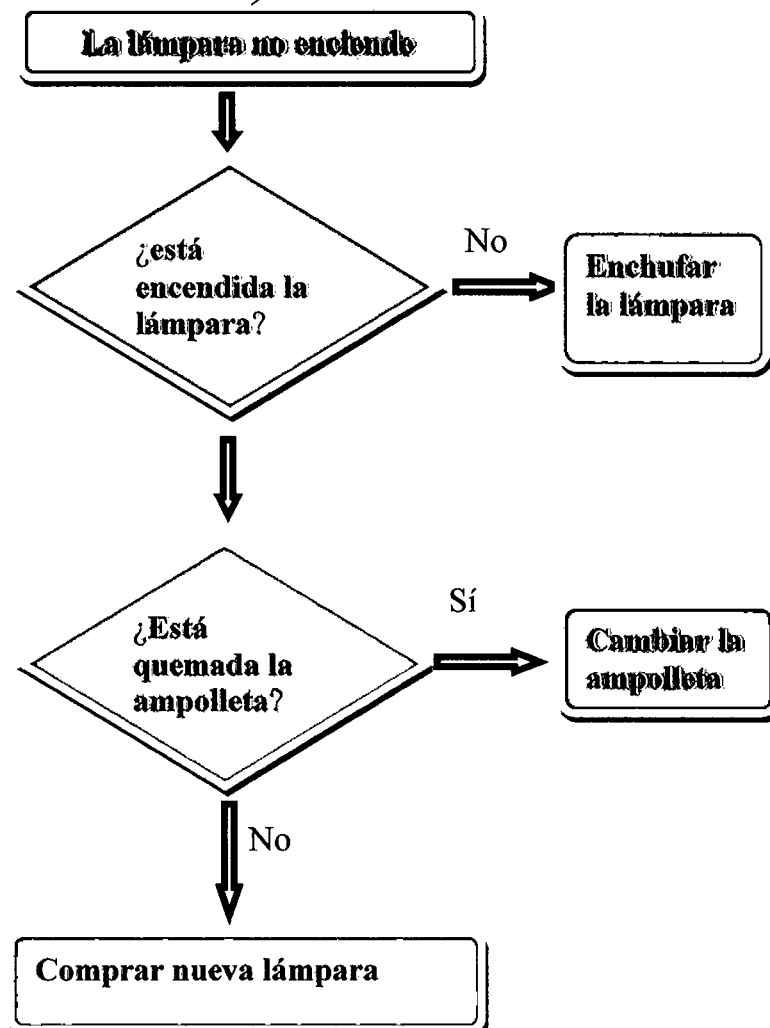 La lámpara no enciende
¿está
encendida la
lámpara?
No
Enchufar
la lámpara
¿Está
quemada la
ampolleta?
Sí
Cambiar la
ampolleta
No
Comprar nueva lámpara